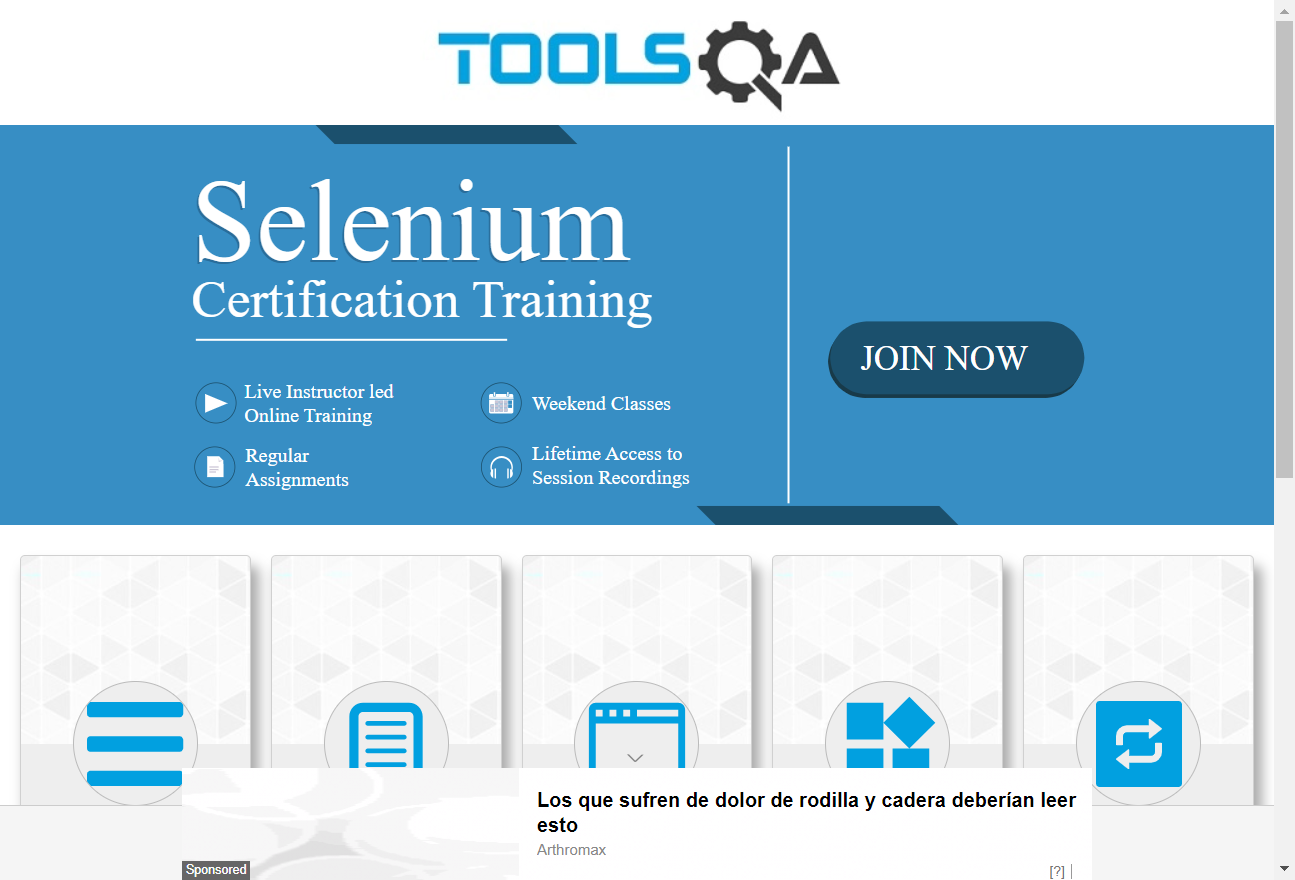 TOOLSQA
Selenium
Certification Training
Live Instructor led
Online Training
Weekend Classes
Regular
Assignments
Lifetime Access to
Session Recordings
JOIN NOW
Los que sufren de dolor de rodilla y cadera deberían leer
esto
Arthromax
Sponsored
[?]